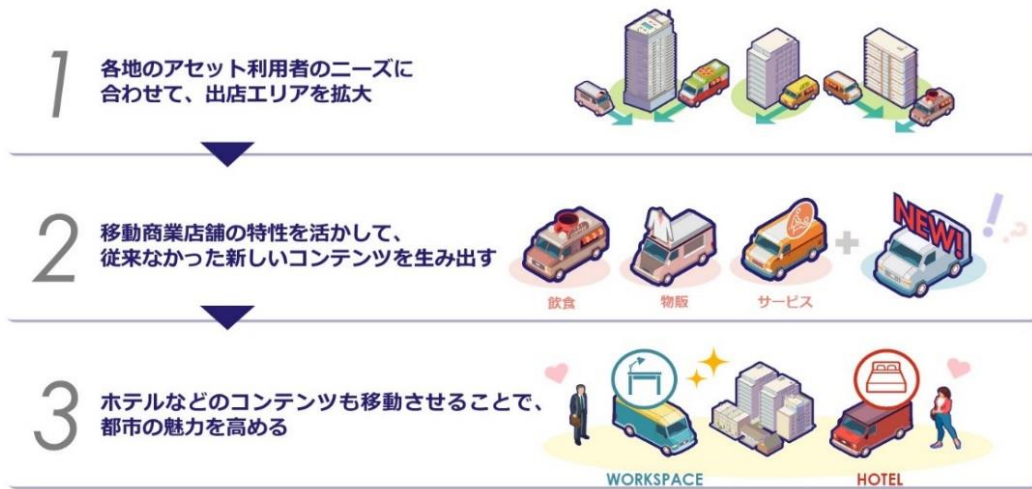 1
各地のアセット利用者のニーズに
合わせて、出店エリアを拡大
2
移動商業店舗の特性を活かして、
従来なかった新しいコンテンツを生み出す
飲食
物販
サービス
+
NEW!
!
?
3
ホテルなどのコンテンツも移動させることで、
都市の魅力を高める
WORKSPACE
HOTEL